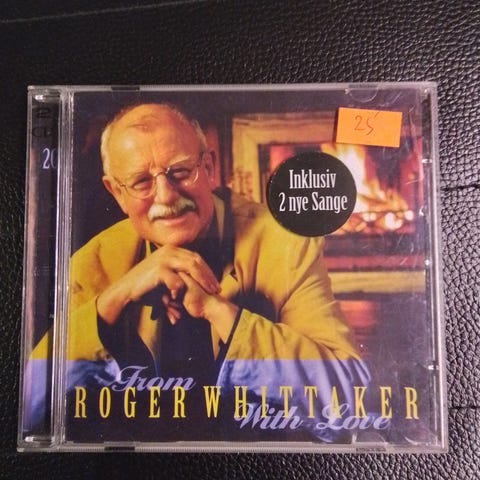 25
Inklusiv
2 nye Sange
From
ROGER WHITTAKER
With Love